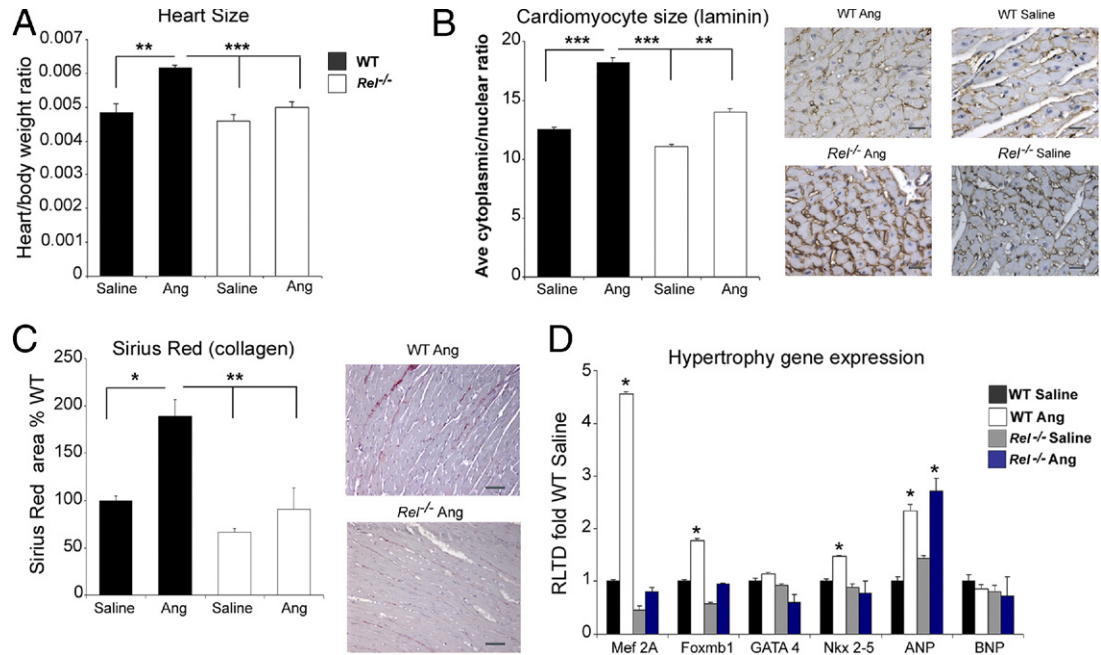 A
Heart Size
Heart/body weight ratio
0.007
0.006
0.005
0.004
0.003
0.002
0.001
0
**
***
WT
Rel-/-
Saline
Ang
Saline
Ang
B
Cardiomyocyte size (laminin)
Ave cytoplasmic/nuclear ratio
20
15
10
5
0
***
***
**
Saline
Ang
Saline
Ang
WT Ang
WT Saline
Rel-/- Ang
Rel-/- Saline
C
Sirius Red (collagen)
Sirius Red area % WT
250
200
150
100
50
0
*
**
Saline
Ang
Saline
Ang
WT Ang
Rel-/- Ang
D
Hypertrophy gene expression
RLTD fold WT Saline
5
4
3
2
1
0
*
*
*
*
*
WT Saline
WT Ang
Rel-/- Saline
Rel-/- Ang
Mef 2A
Foxmb1
GATA 4
Nkx 2-5
ANP
BNP